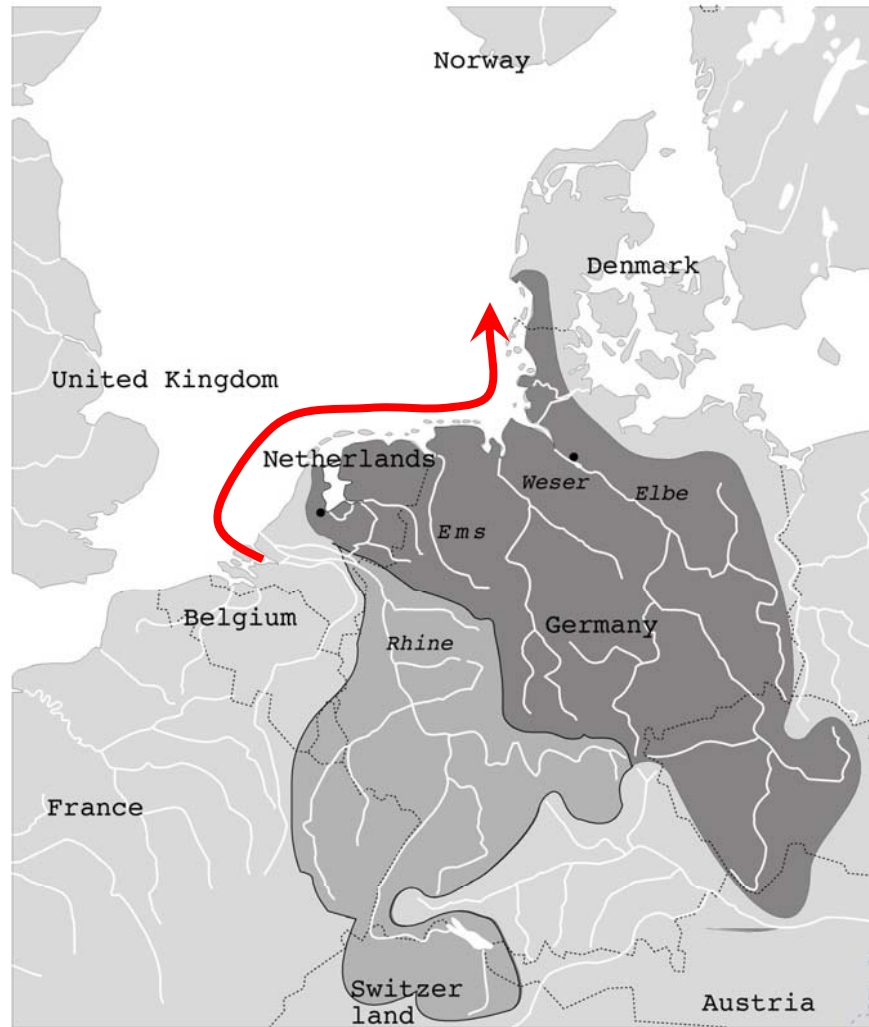 Norway
Denmark
United Kingdom
Netherlands
Weser
Elbe
Ems
Belgium
Germany
Rhine
France
Switzer
land
Austria